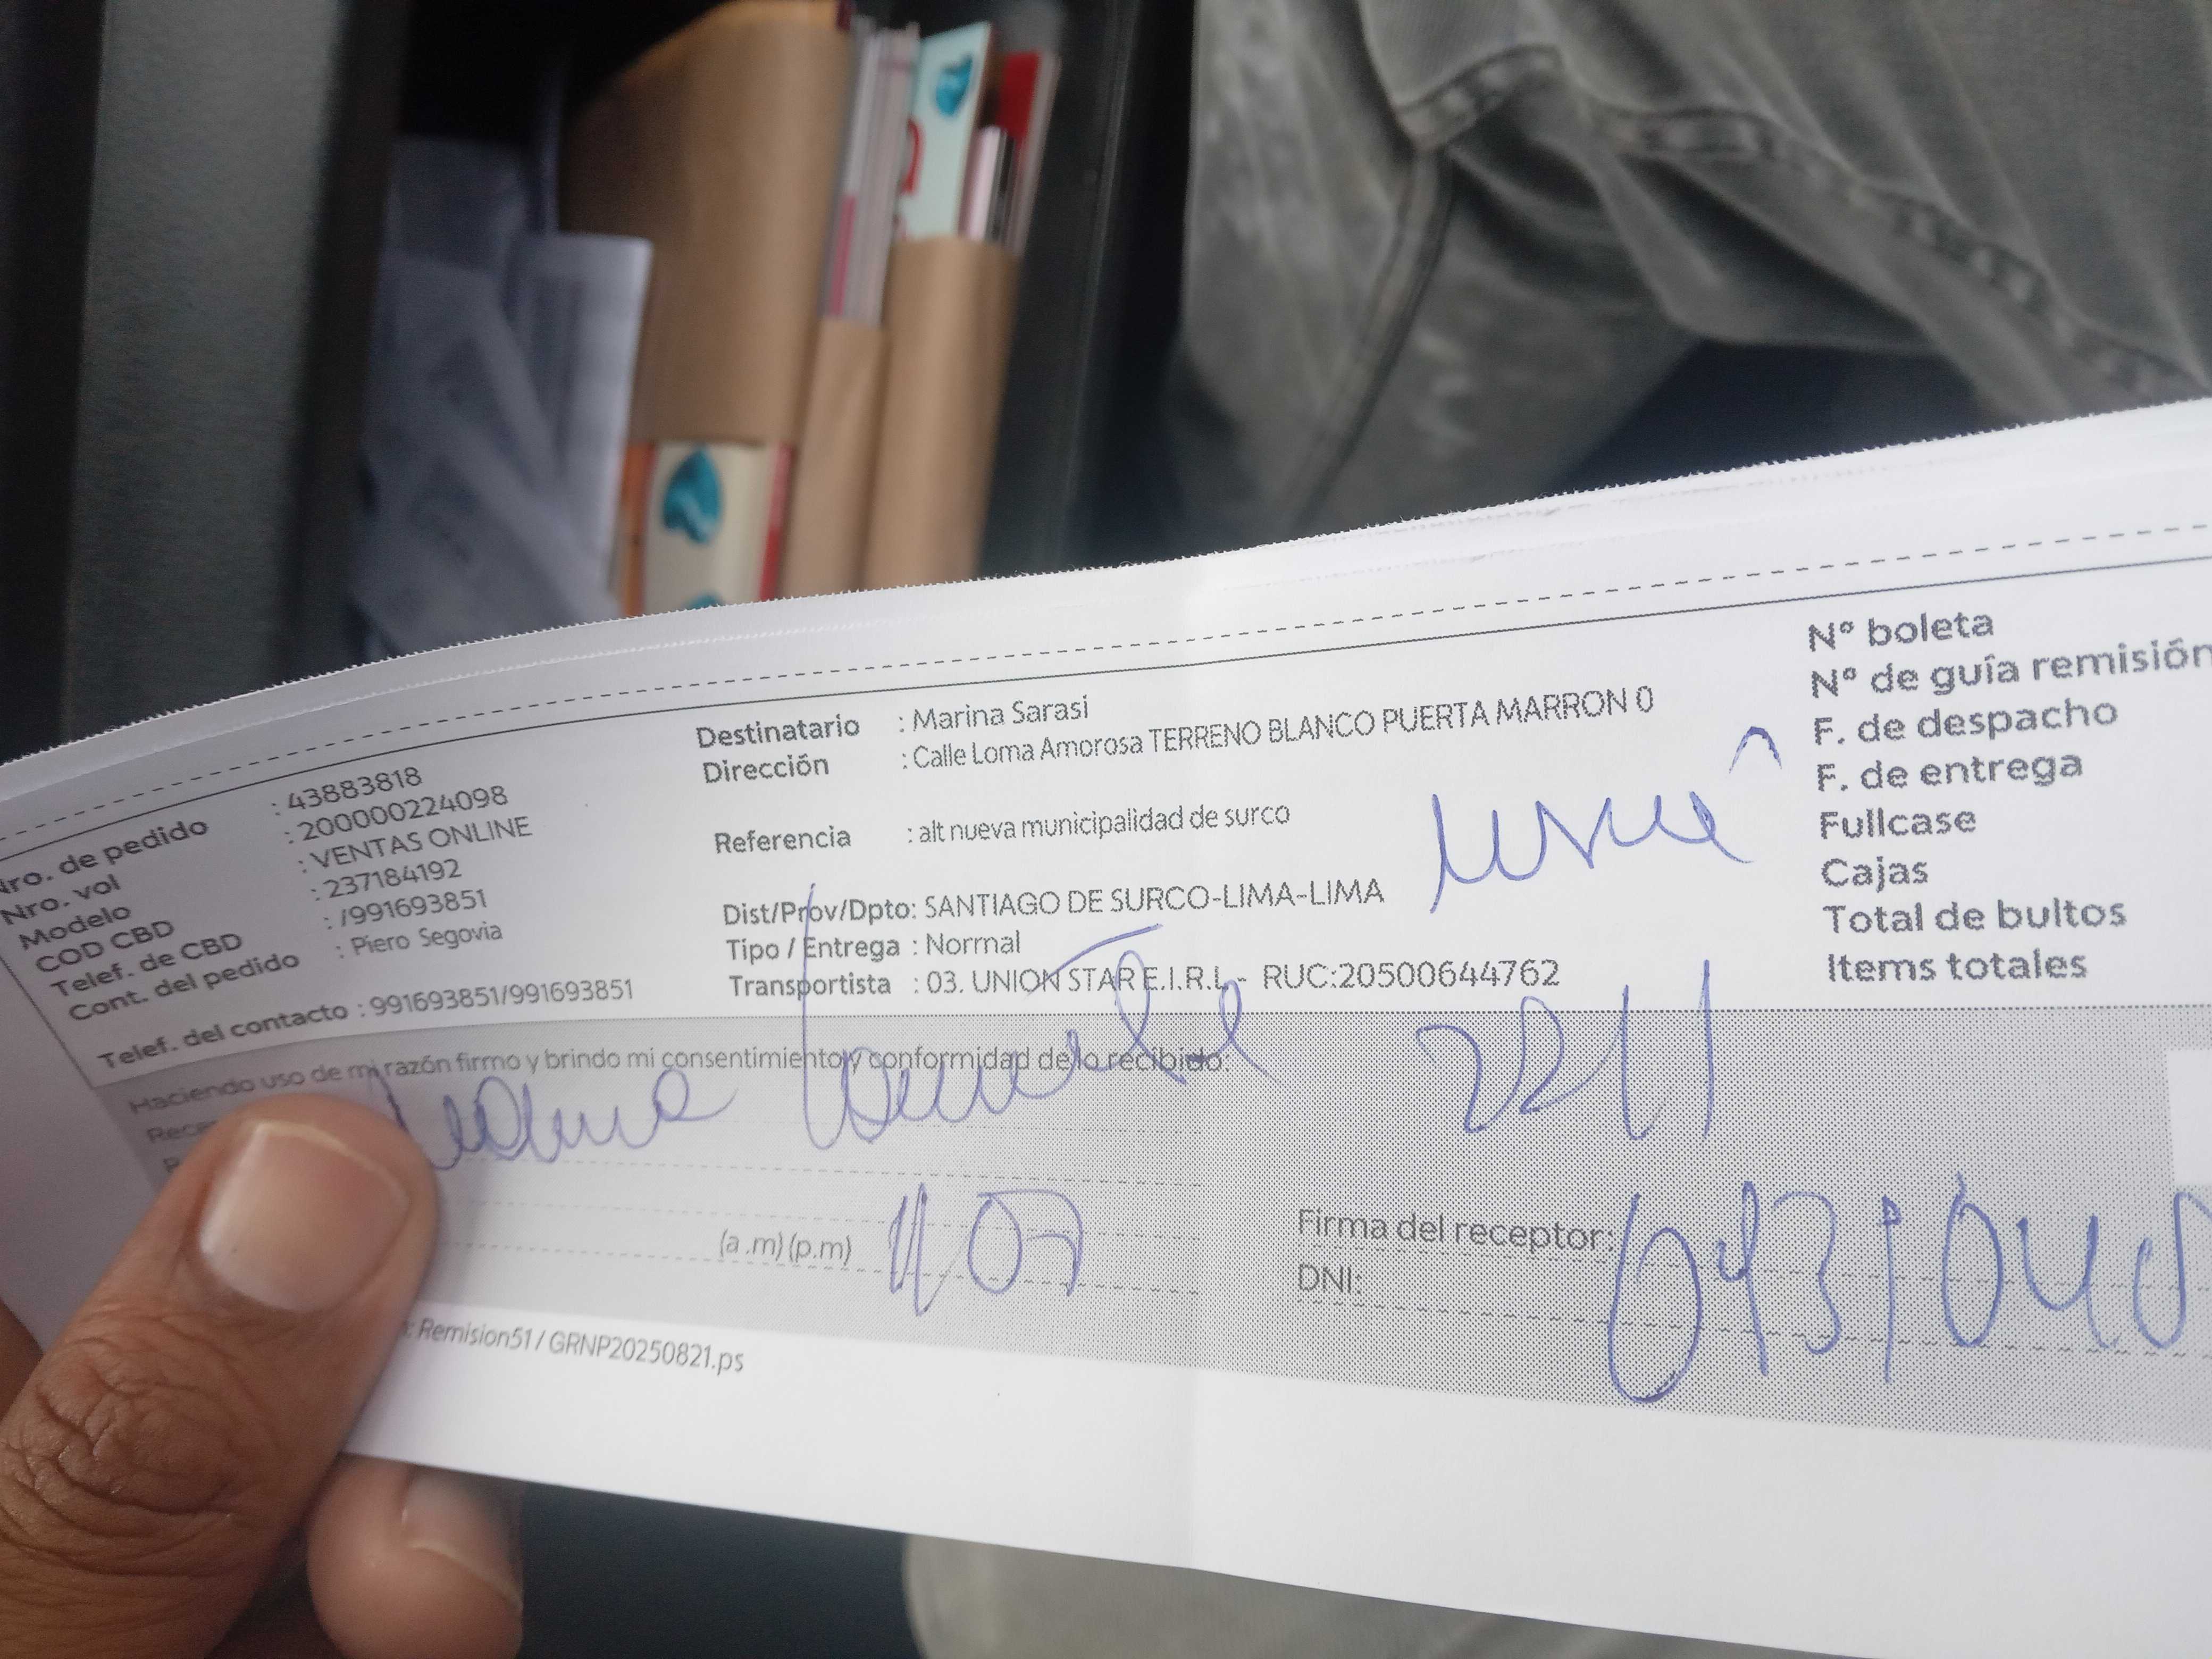 Nro. de pedido : 43883818
Nro. vol : 200000224098
Modelo : VENTAS ONLINE
COD CBD : 237184192
Telef. de CBD : /991693851
Cont. del pedido : Piero Segovia
Telef. del contacto : 991693851/991693851
Destinatario : Marina Sarasi
Dirección : Calle Loma Amorosa TERRENO BLANCO PUERTA MARRON 0
Referencia : alt nueva municipalidad de surco
Dist/Prov/Dpto: SANTIAGO DE SURCO-LIMA-LIMA
Tipo / Entrega : Normal
Transportista : 03. UNION STAR E.I.R.L - RUC:20500644762
N° boleta
N° de guía remisión
F. de despacho
F. de entrega
Fullcase
Cajas
Total de bultos
Items totales
Haciendo uso de mi razón firmo y brindo mi consentimiento y conformidad de lo recibido:
(a.m) (p.m) 11 07
Firma del receptor:
DNI:
Remision51 / GRNP20250821.ps